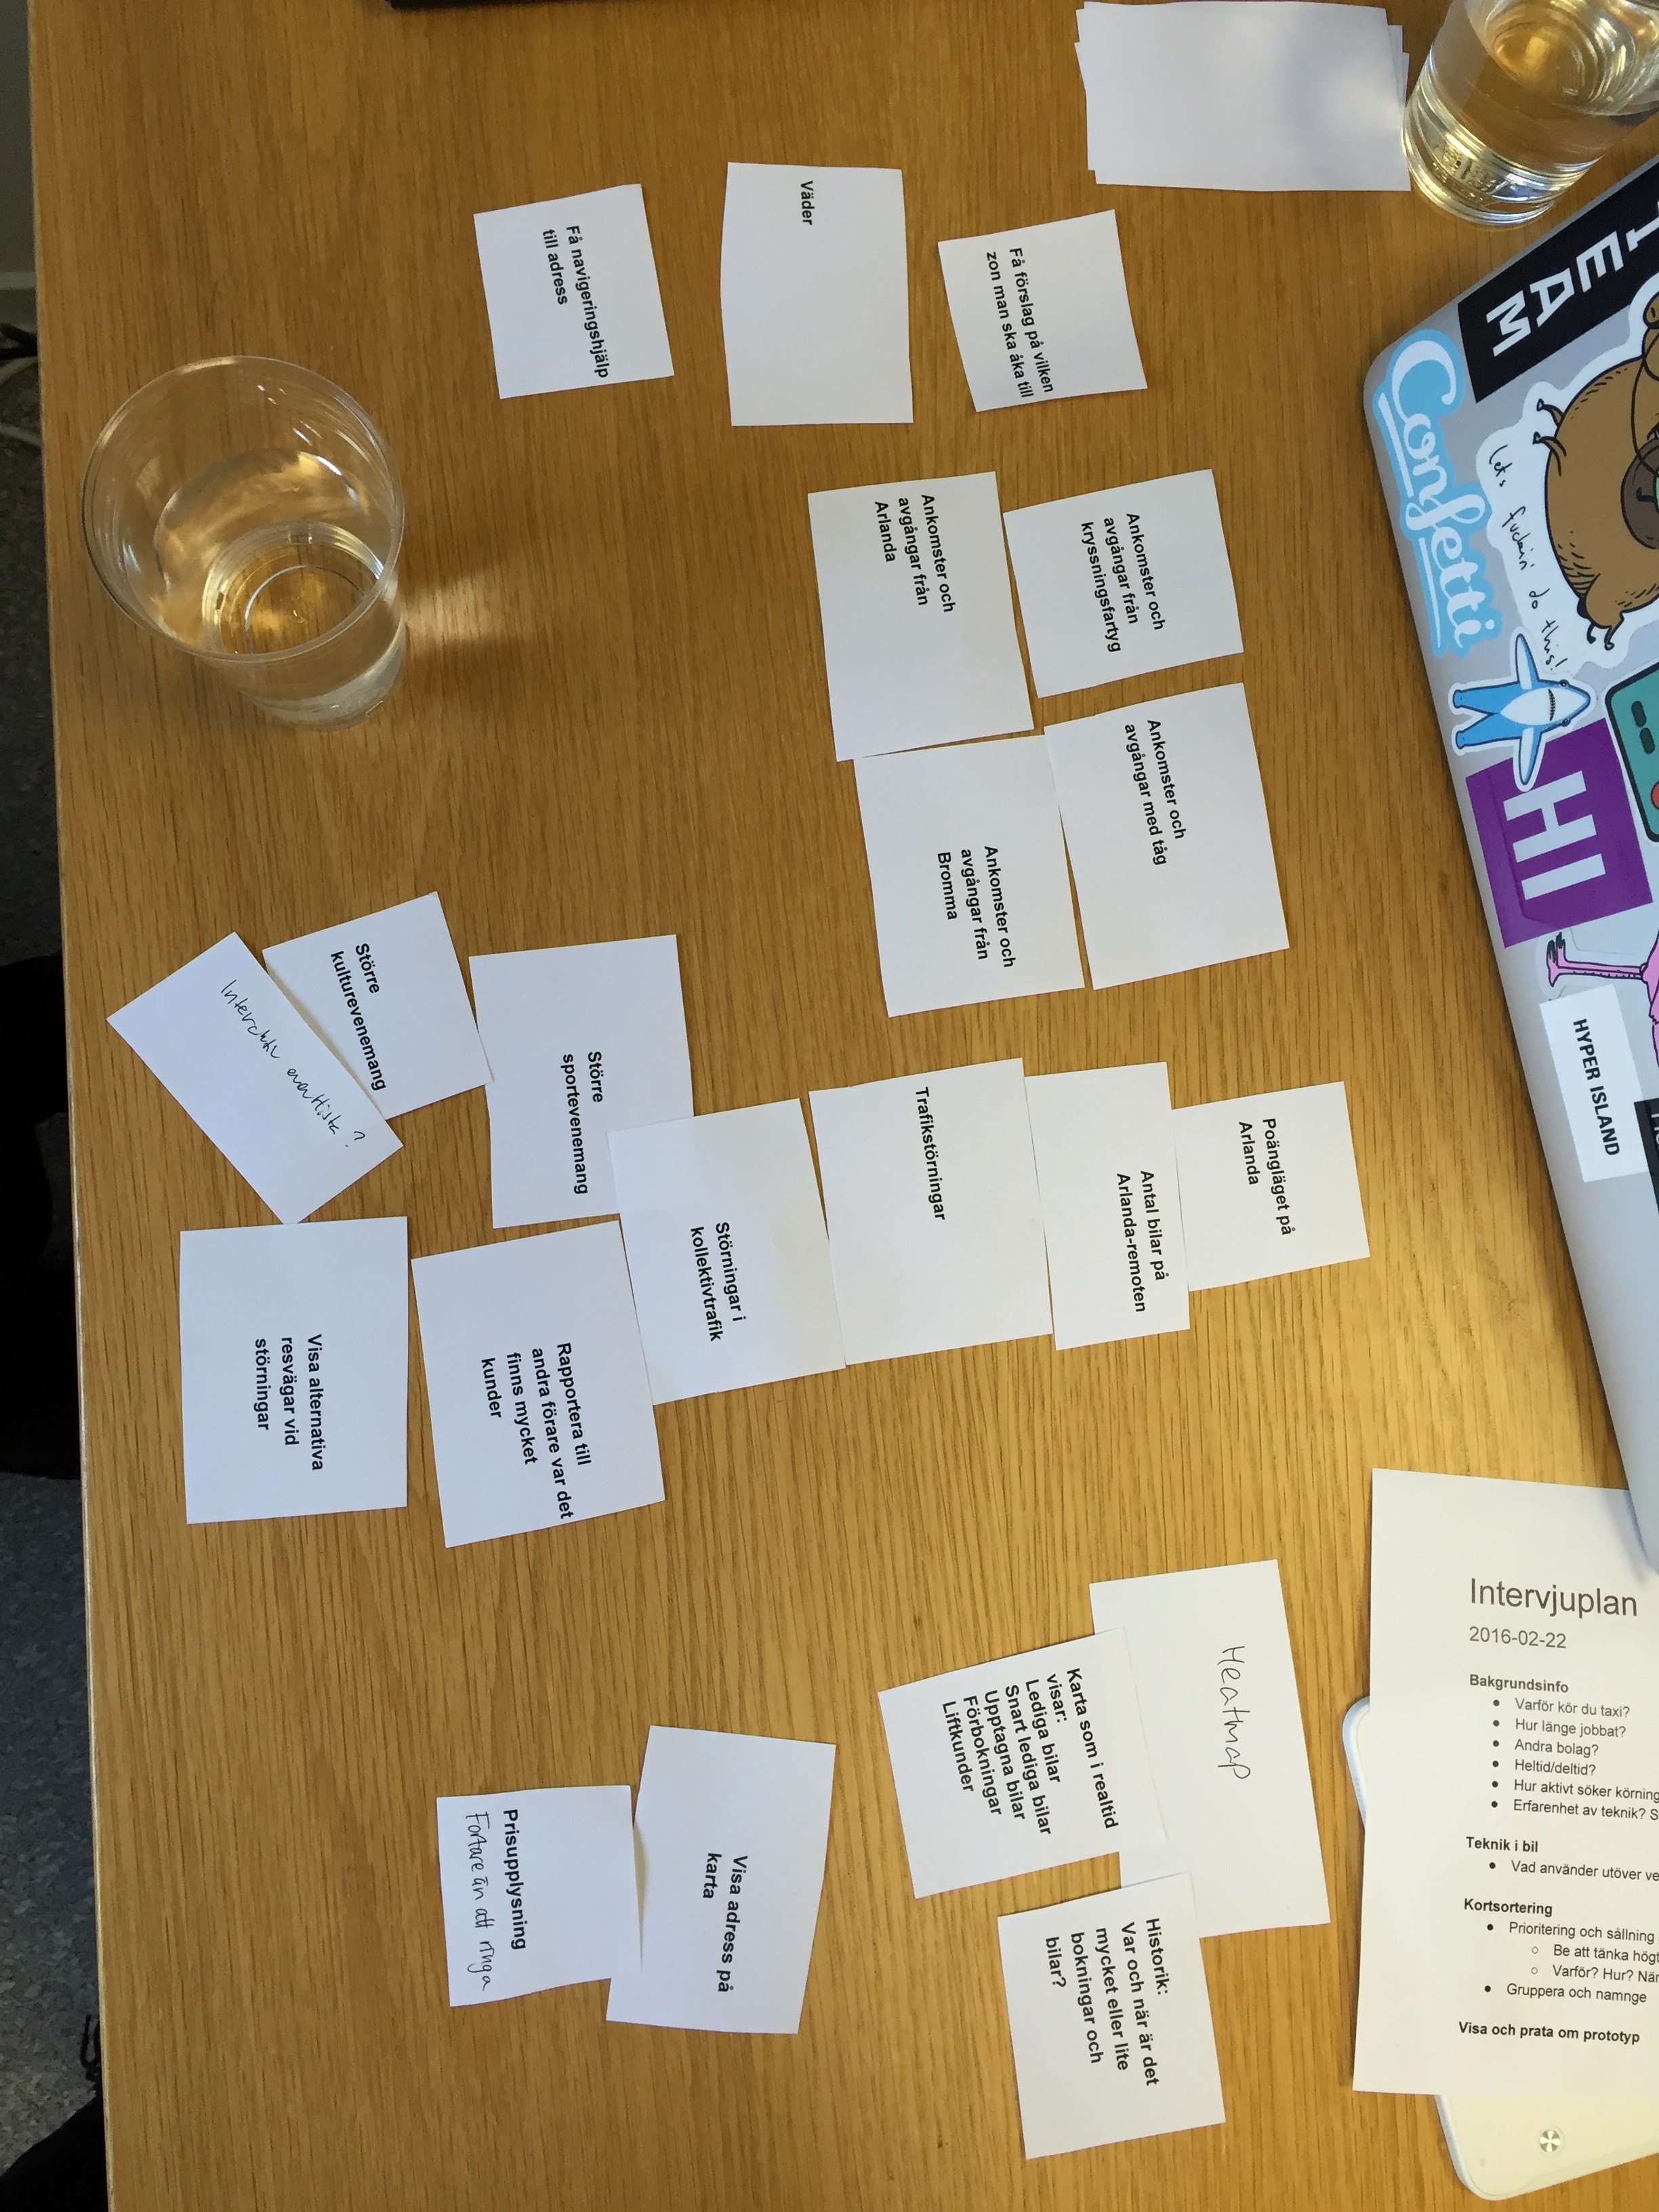 Få navigeringshjälp
till adress
Väder
Få förslag på vilken
zon man ska åka till
Ankomster och
avgångar från
Arlanda
Ankomster och
avgångar från
kryssningsfartyg
Ankomster och
avgångar från
Bromma
Ankomster och
avgångar med tåg
Större
kulturevenemang
Större
sportevenemang
Störningar i
kollektivtrafik
Trafikstörningar
Antal bilar på
Arlanda-remoten
Poängläget på
Arlanda
Visa alternativa
resvägar vid
störningar
Rapportera till
andra förare var det
finns mycket
kunder
Heatmap
Karta som i realtid
visar:
Lediga bilar
Snart lediga bilar
Upptagna bilar
Förbokningar
Liftkunder
Historik:
Var och när är det
mycket eller lite
bokningar och
bilar?
Visa adress på
karta
Prisupplysning
Fortare än att ringa
Intervjuplan
2016-02-22
Bakgrundsinfo
Varför kör du taxi?
Hur länge jobbat?
Andra bolag?
Heltid/deltid?
Hur aktivt söker körning
Erfarenhet av teknik? S
Teknik i bil
Vad använder utöver ve
Kortsortering
Prioritering och sållning
Be att tänka högt
Varför? Hur? När
Gruppera och namnge
Visa och prata om prototyp
TEAM
Confetti
Let's fuckin' do this!
HI
HYPER ISLAND